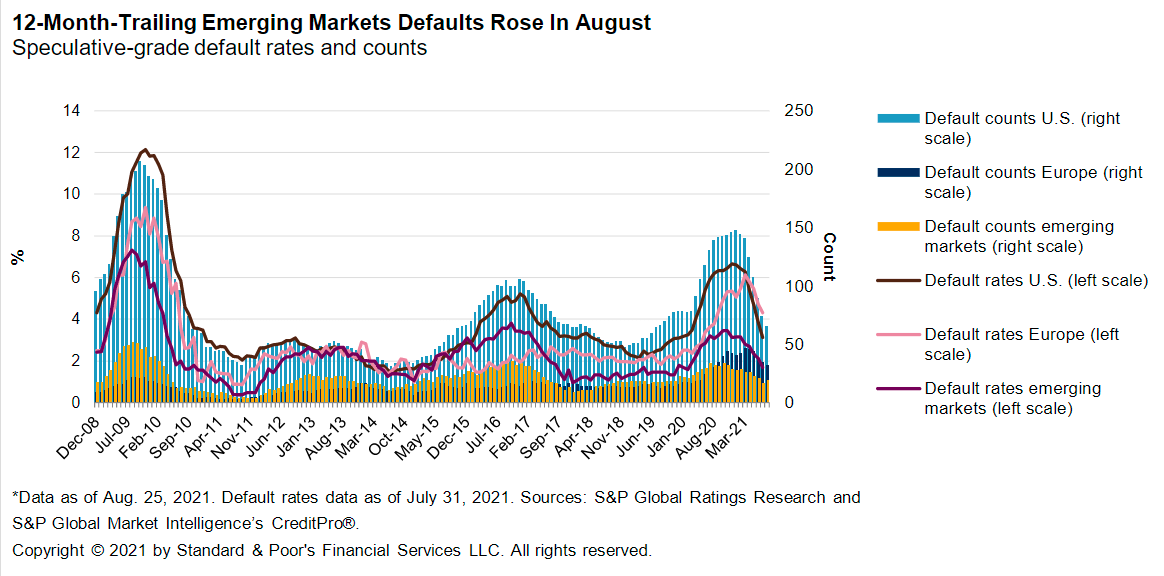 12-Month-Trailing Emerging Markets Defaults Rose In August
Speculative-grade default rates and counts
14
12
10
8
6
4
2
0
%
250
200
150
100
50
0
Count
Dec-08
Jul-09
Feb-10
Sep-10
Apr-11
Nov-11
Jun-12
Jan-13
Aug-13
Mar-14
Oct-14
May-15
Dec-15
Jul-16
Feb-17
Sep-17
Apr-18
Nov-18
Jun-19
Jan-20
Aug-20
Mar-21
Default counts U.S. (right
scale)
Default counts Europe (right
scale)
Default counts emerging
markets (right scale)
Default rates U.S. (left scale)
Default rates Europe (left
scale)
Default rates emerging
markets (left scale)
*Data as of Aug. 25, 2021. Default rates data as of July 31, 2021. Sources: S&P Global Ratings Research and
S&P Global Market Intelligence’s CreditPro®.
Copyright © 2021 by Standard & Poor's Financial Services LLC. All rights reserved.